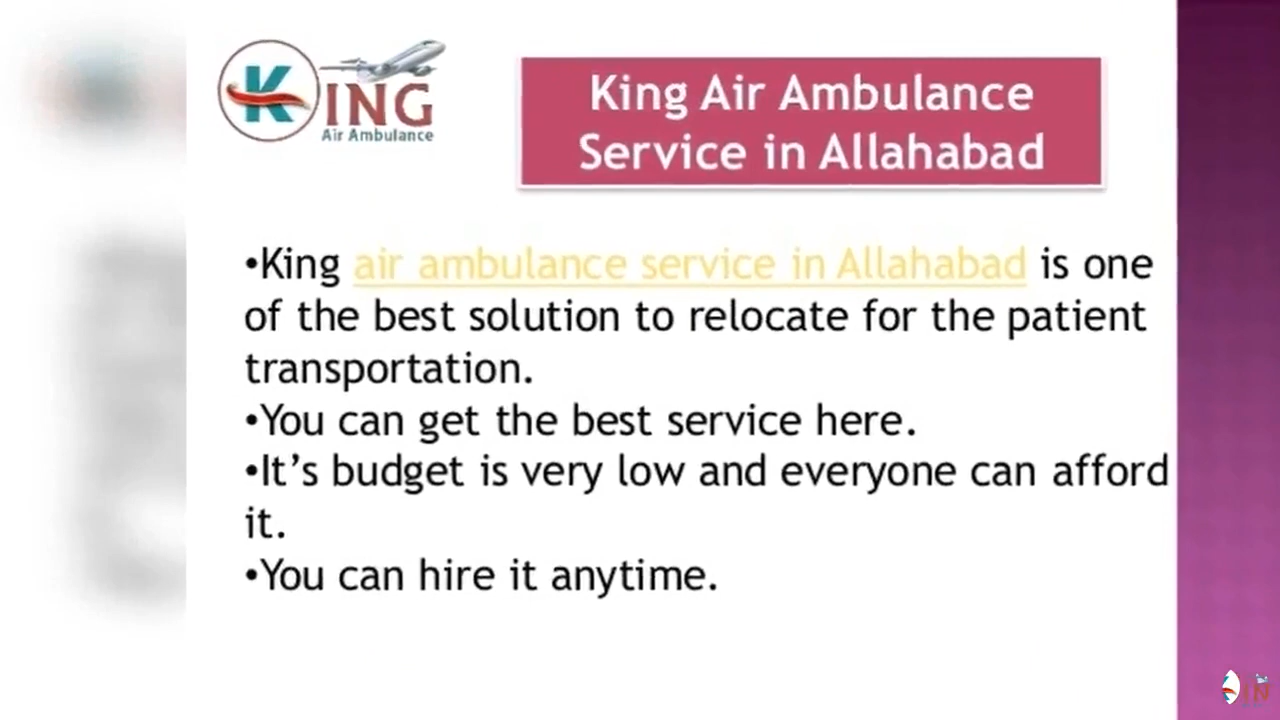 KING
Air Ambulance
King Air Ambulance
Service in Allahabad
•King air ambulance service in Allahabad is one
of the best solution to relocate for the patient
transportation.
•You can get the best service here.
•It’s budget is very low and everyone can afford
it.
•You can hire it anytime.
IN